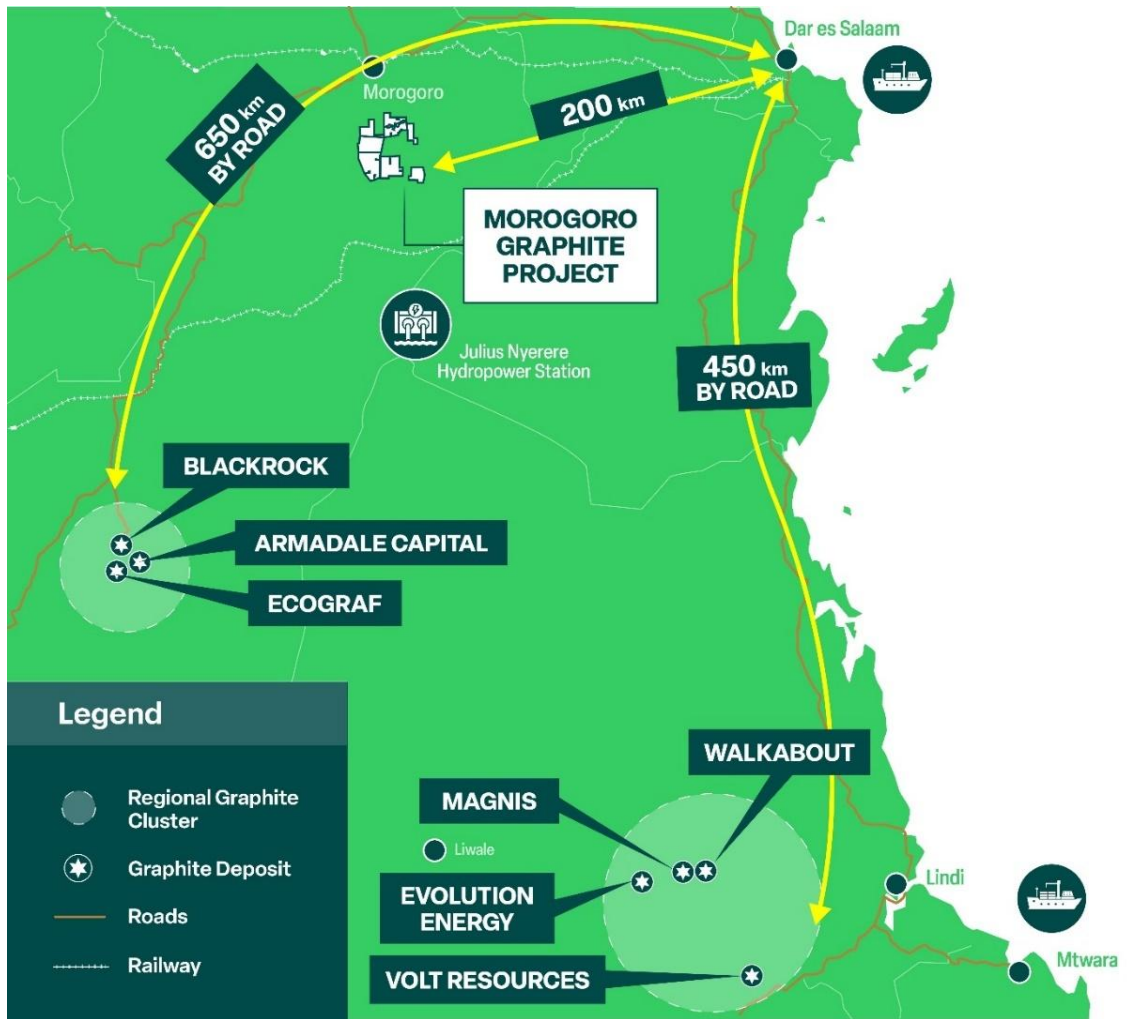 Dar es Salaam
Morogoro
650 km
BY ROAD
200 km
MOROGORO
GRAPHITE
PROJECT
Julius Nyerere
Hydropower Station
450 km
BY ROAD
BLACKROCK
ARMADALE CAPITAL
ECOGRAF
Legend
Regional Graphite
Cluster
Graphite Deposit
Roads
Railway
WALKABOUT
MAGNIS
Liwale
EVOLUTION
ENERGY
VOLT RESOURCES
Lindi
Mtwara